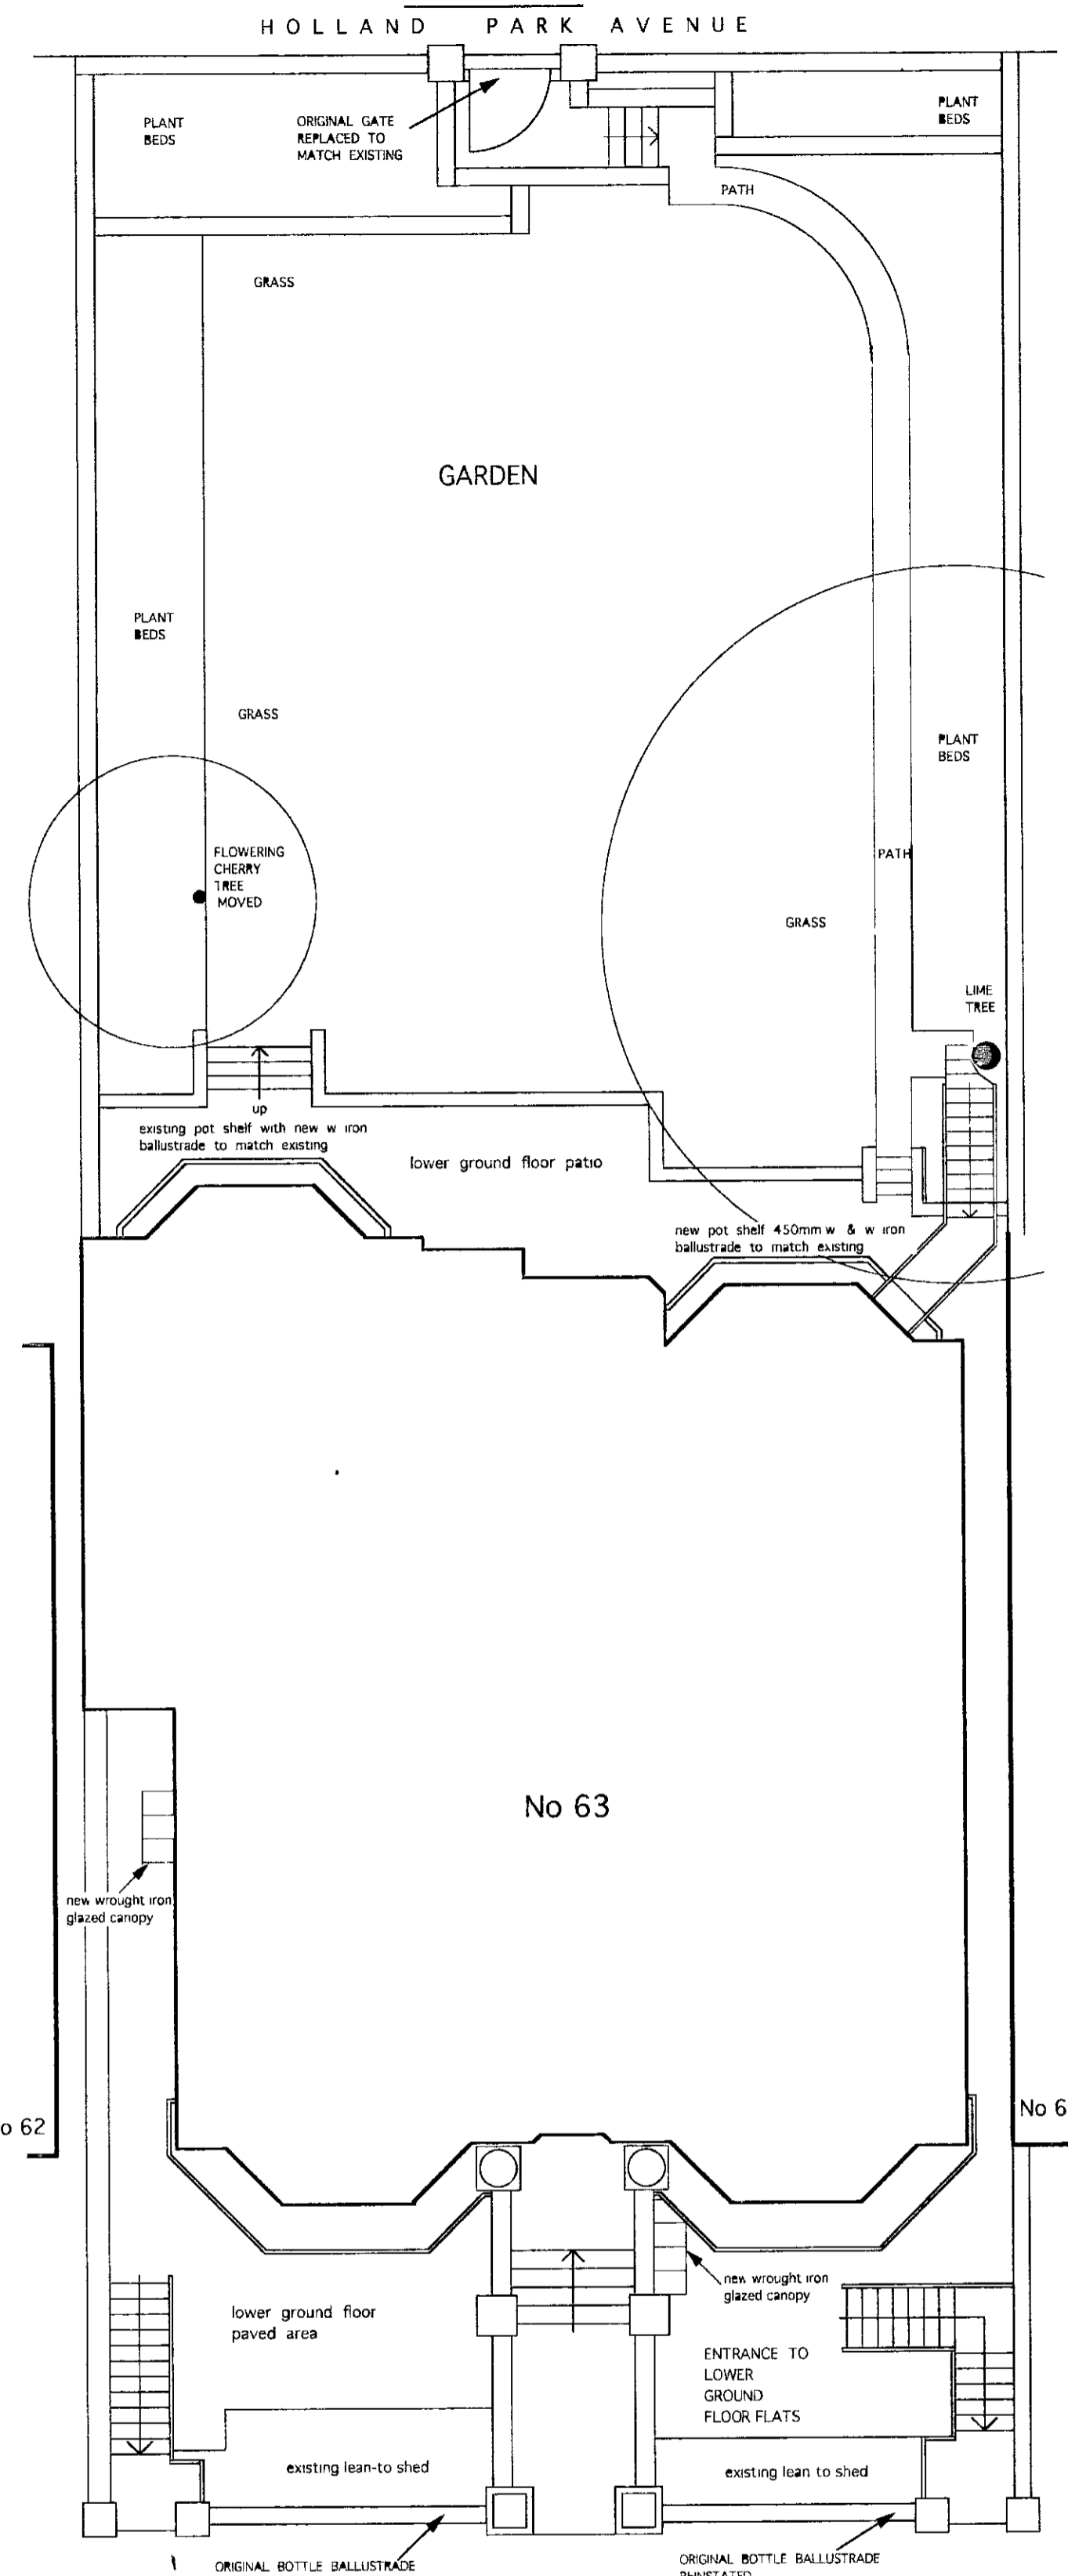 HOLLAND PARK AVENUE
PLANT
BEDS
ORIGINAL GATE
REPLACED TO
MATCH EXISTING
PLANT
BEDS
PATH
GRASS
GARDEN
PLANT
BEDS
GRASS
PLANT
BEDS
FLOWERING
CHERRY
TREE
MOVED
PATH
GRASS
LIME
TREE
up
existing pot shelf with new w iron
ballustrade to match existing
lower ground floor patio
new pot shelf 450mm w & w iron
ballustrade to match existing
No 63
new wrought iron
glazed canopy
o 62
No 6
new wrought iron
glazed canopy
lower ground floor
paved area
ENTRANCE TO
LOWER
GROUND
FLOOR FLATS
existing lean-to shed
existing lean to shed
ORIGINAL BOTTLE BALLUSTRADE
ORIGINAL BOTTLE BALLUSTRADE